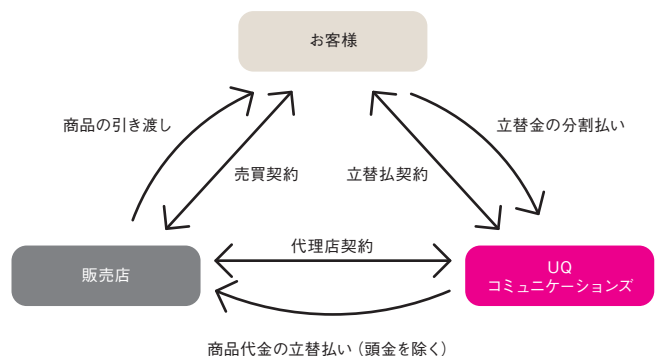 お客様
商品の引き渡し
立替金の分割払い
売買契約
立替払契約
販売店
代理店契約
UQ
コミュニケーションズ
商品代金の立替払い（頭金を除く）